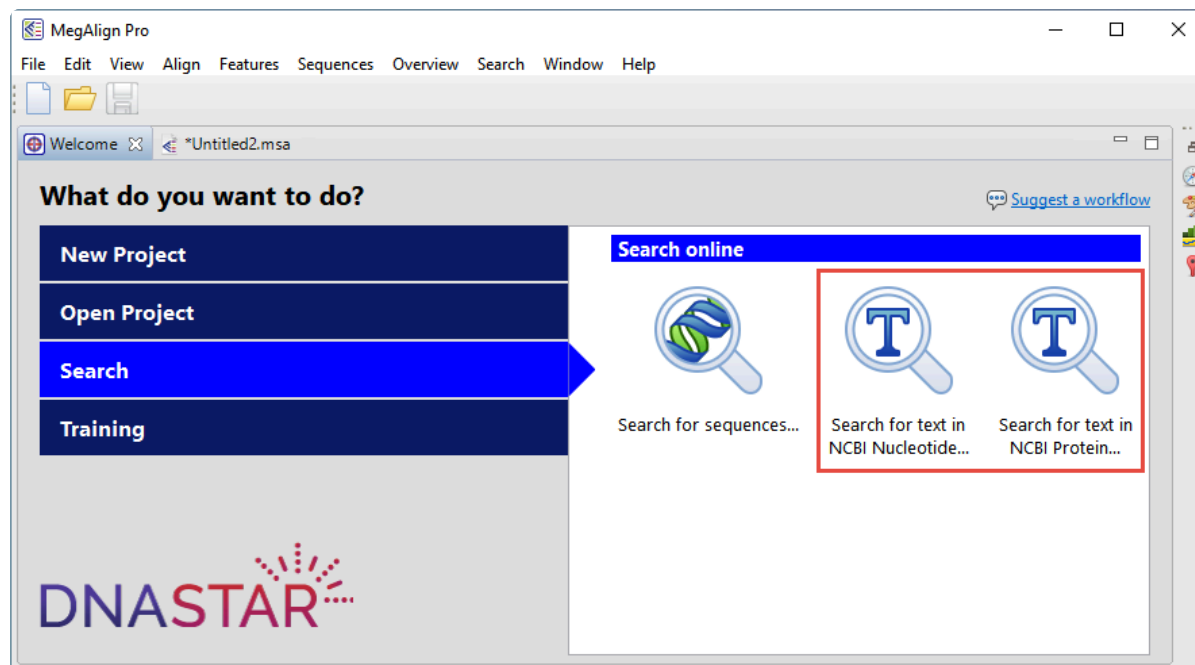 MegAlign Pro
File Edit View Align Features Sequences Overview Search Window Help
Welcome *Untitled2.msa
What do you want to do?
Suggest a workflow
New Project
Open Project
Search
Training
Search online
T T
Search for sequences... Search for text in Search for text in
NCBI Nucleotide... NCBI Protein...
DNASTAR